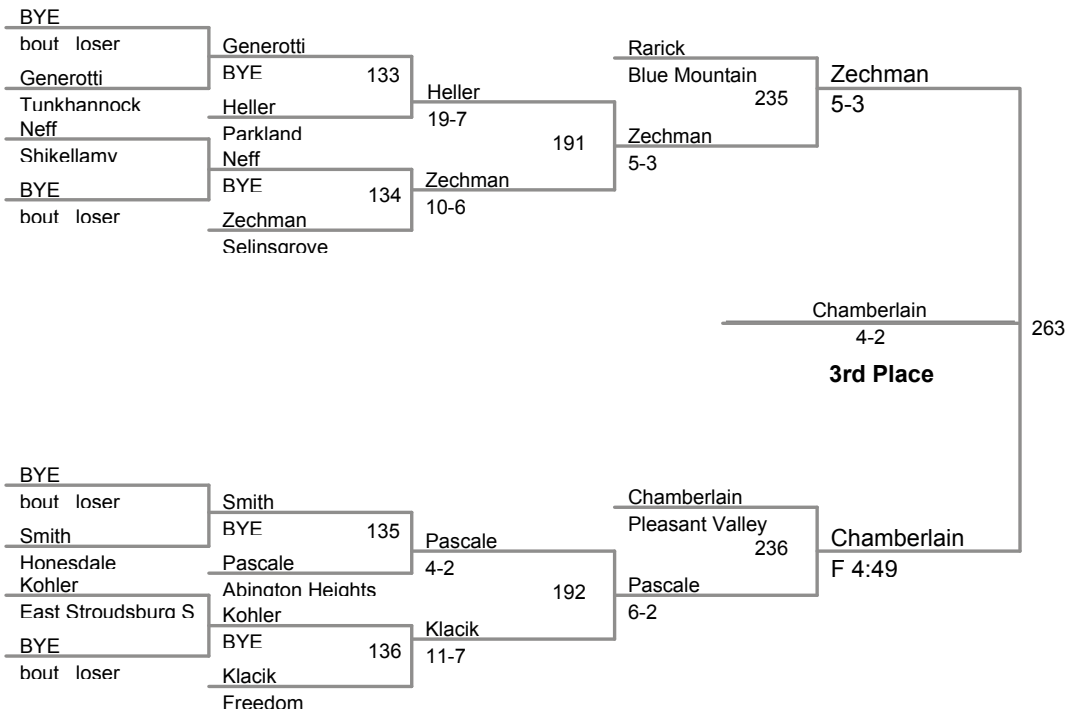 BYE
bout loser
Generotti
Tunkhannock
Neff
Shikellamy
BYE
bout loser
Generotti
BYE 133
Heller
Parkland
Neff
BYE 134
Zechman
Selinsgrove
Heller
19-7
191
Zechman
10-6
Rarick
Blue Mountain
235
Zechman
5-3
Zechman
5-3
Chamberlain
4-2
3rd Place
263
BYE
bout loser
Smith
Honesdale
Kohler
East Stroudsburg S
BYE
bout loser
Smith
BYE 135
Pascale
Abington Heights
Kohler
BYE 136
Klacik
Freedom
Pascale
4-2
192
Klacik
11-7
Chamberlain
Pleasant Valley
236
Pascale
6-2
Chamberlain
F 4:49